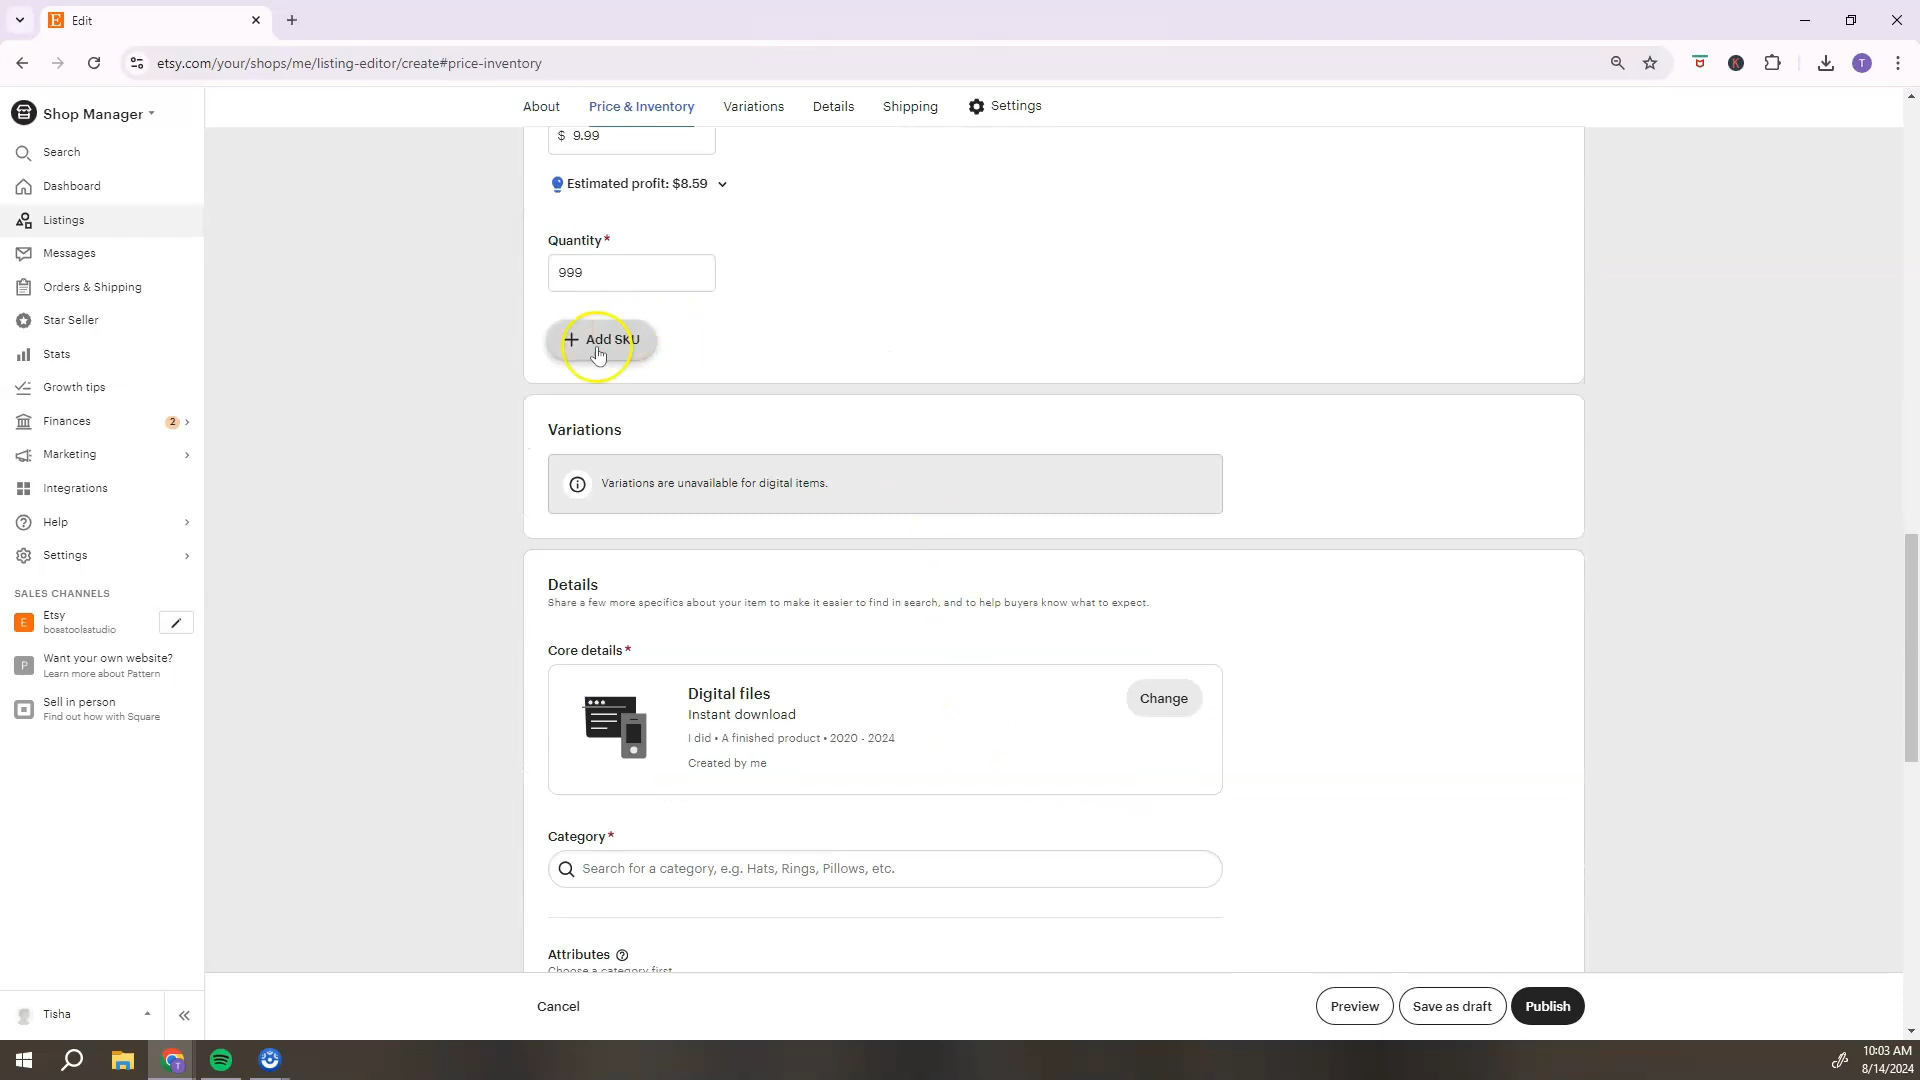 Edit
etsy.com/your/shops/me/listing-editor/create#price-inventory
T
Shop Manager
Search
Dashboard
Listings
Messages
Orders & Shipping
Star Seller
Stats
Growth tips
Finances 2
Marketing
Integrations
Help
Settings
SALES CHANNELS
E Etsy
bosstoolsstudio
P Want your own website?
Learn more about Pattern
Sell in person
Find out how with Square
Tisha
About Price & Inventory Variations Details Shipping Settings
$ 9.99
Estimated profit: $8.59
Quantity*
999
+ Add SKU
Variations
Variations are unavailable for digital items.
Details
Share a few more specifics about your item to make it easier to find in search, and to help buyers know what to expect.
Core details*
Digital files
Instant download
I did • A finished product • 2020 - 2024
Created by me
Change
Category*
Search for a category, e.g. Hats, Rings, Pillows, etc.
Attributes
Choose a category first
Cancel
Preview Save as draft Publish
10:03 AM
8/14/2024